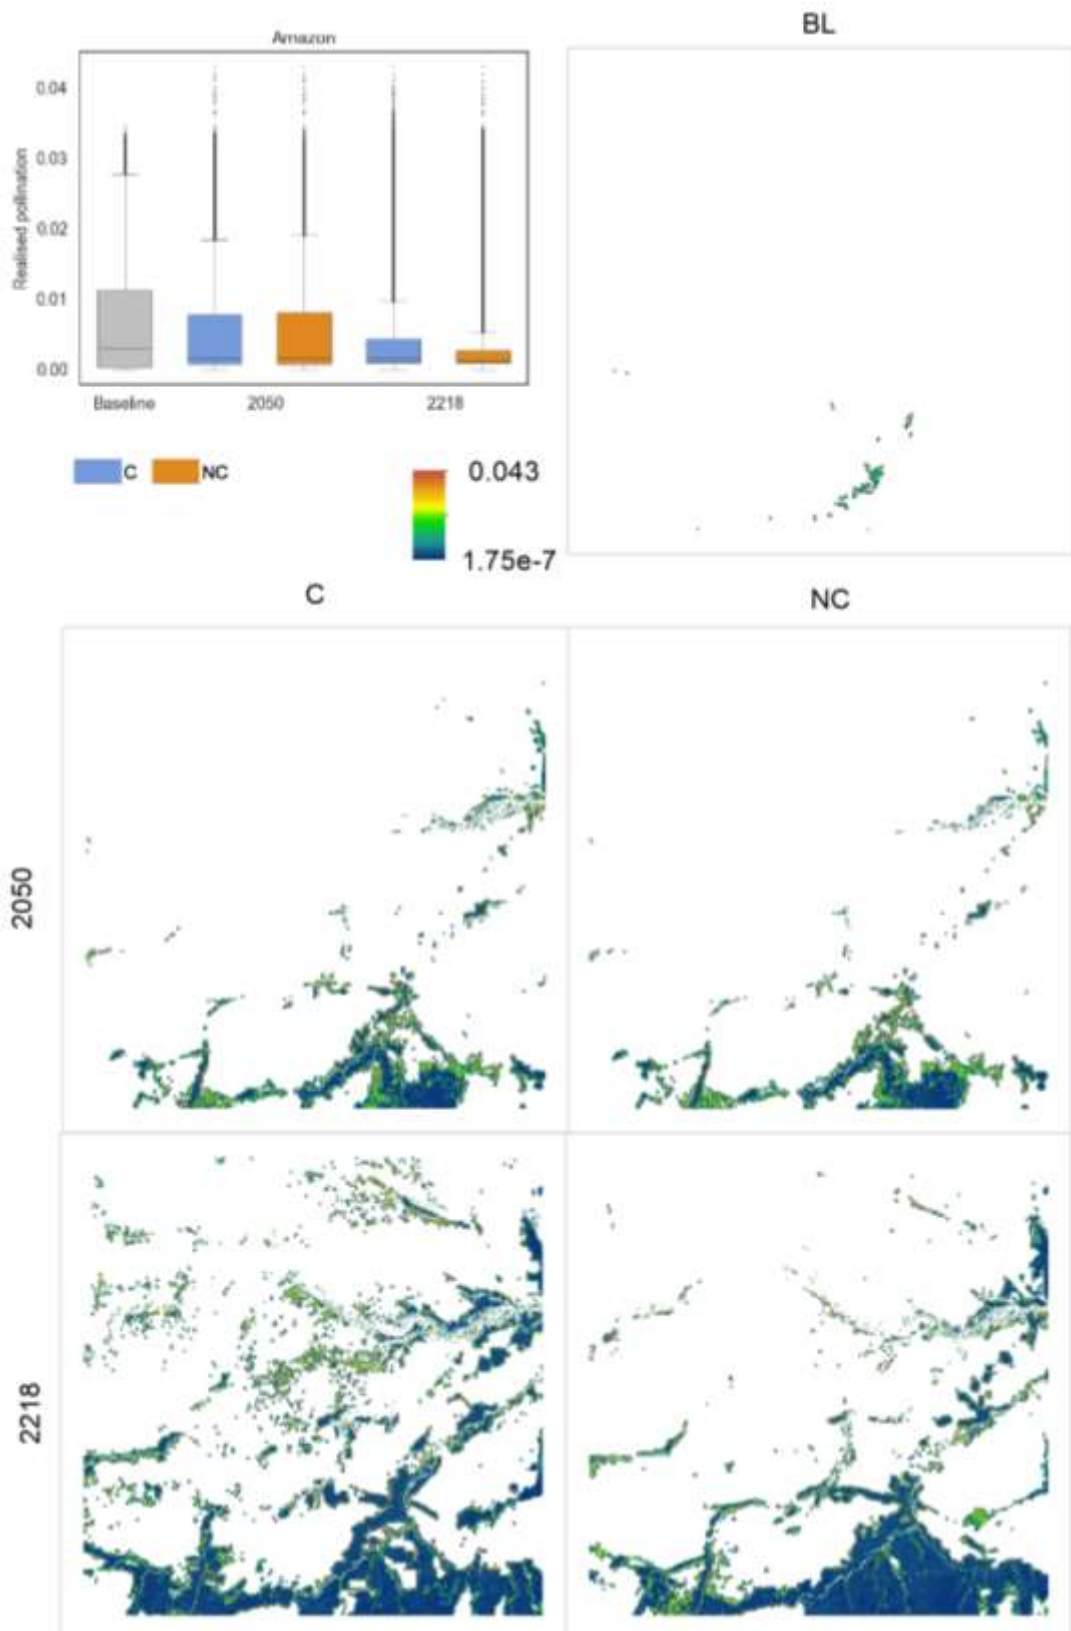 Amazon
BL
Realised pollination
0.04
0.03
0.02
0.01
0.00
Baseline 2050 2218
C NC
0.043
1.75e-7
C NC
2050
2218